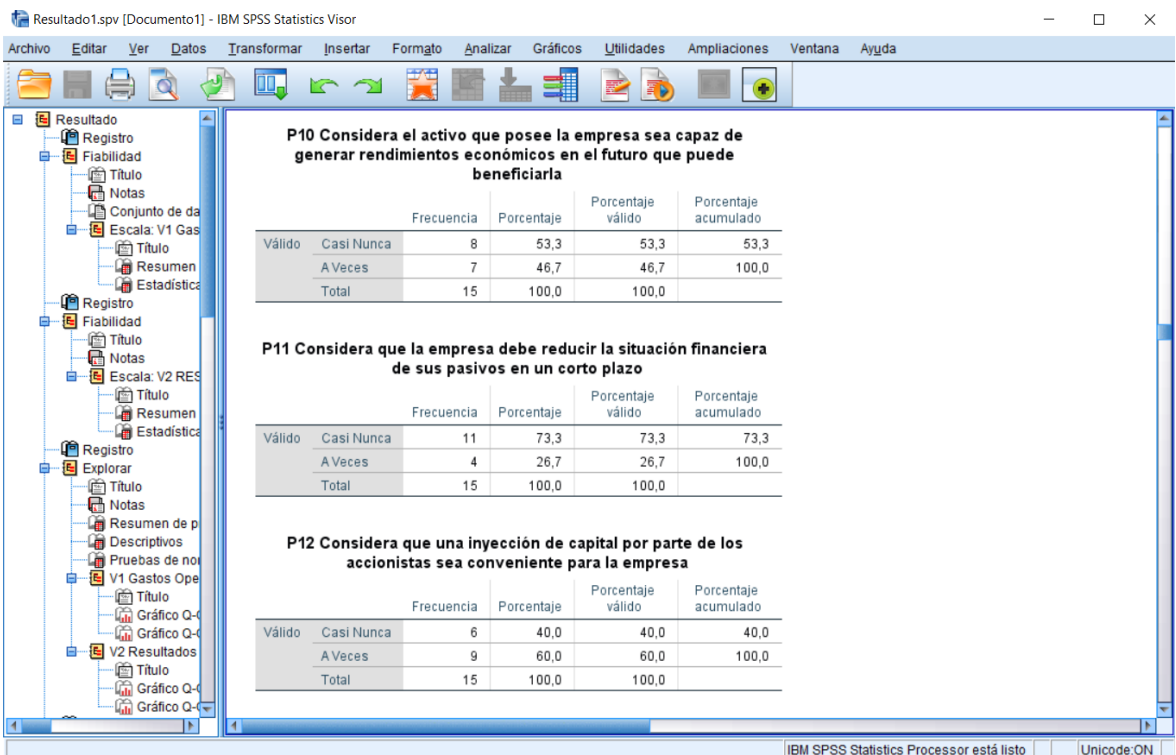 Resultado1.spv [Documento1] - IBM SPSS Statistics Visor
Archivo Editar Ver Datos Transformar Insertar Formato Analizar Gráficos Utilidades Ampliaciones Ventana Ayuda
Resultado
Registro
Fiabilidad
Título
Notas
Conjunto de da
Escala: V1 Gas
Título
Resumen
Estadística
Registro
Fiabilidad
Título
Notas
Escala: V2 RES
Título
Resumen
Estadística
Registro
Explorar
Título
Notas
Resumen de p
Descriptivos
Pruebas de nor
V1 Gastos Ope
Título
Gráfico Q-Q
Gráfico Q-Q
V2 Resultados
Título
Gráfico Q-Q
Gráfico Q-Q
P10 Considera el activo que posee la empresa sea capaz de
generar rendimientos económicos en el futuro que puede
beneficiarla
Frecuencia Porcentaje Porcentaje válido Porcentaje acumulado
Válido Casi Nunca 8 53,3 53,3 53,3
A Veces 7 46,7 46,7 100,0
Total 15 100,0 100,0
P11 Considera que la empresa debe reducir la situación financiera
de sus pasivos en un corto plazo
Frecuencia Porcentaje Porcentaje válido Porcentaje acumulado
Válido Casi Nunca 11 73,3 73,3 73,3
A Veces 4 26,7 26,7 100,0
Total 15 100,0 100,0
P12 Considera que una inyección de capital por parte de los
accionistas sea conveniente para la empresa
Frecuencia Porcentaje Porcentaje válido Porcentaje acumulado
Válido Casi Nunca 6 40,0 40,0 40,0
A Veces 9 60,0 60,0 100,0
Total 15 100,0 100,0
IBM SPSS Statistics Processor está listo Unicode:ON